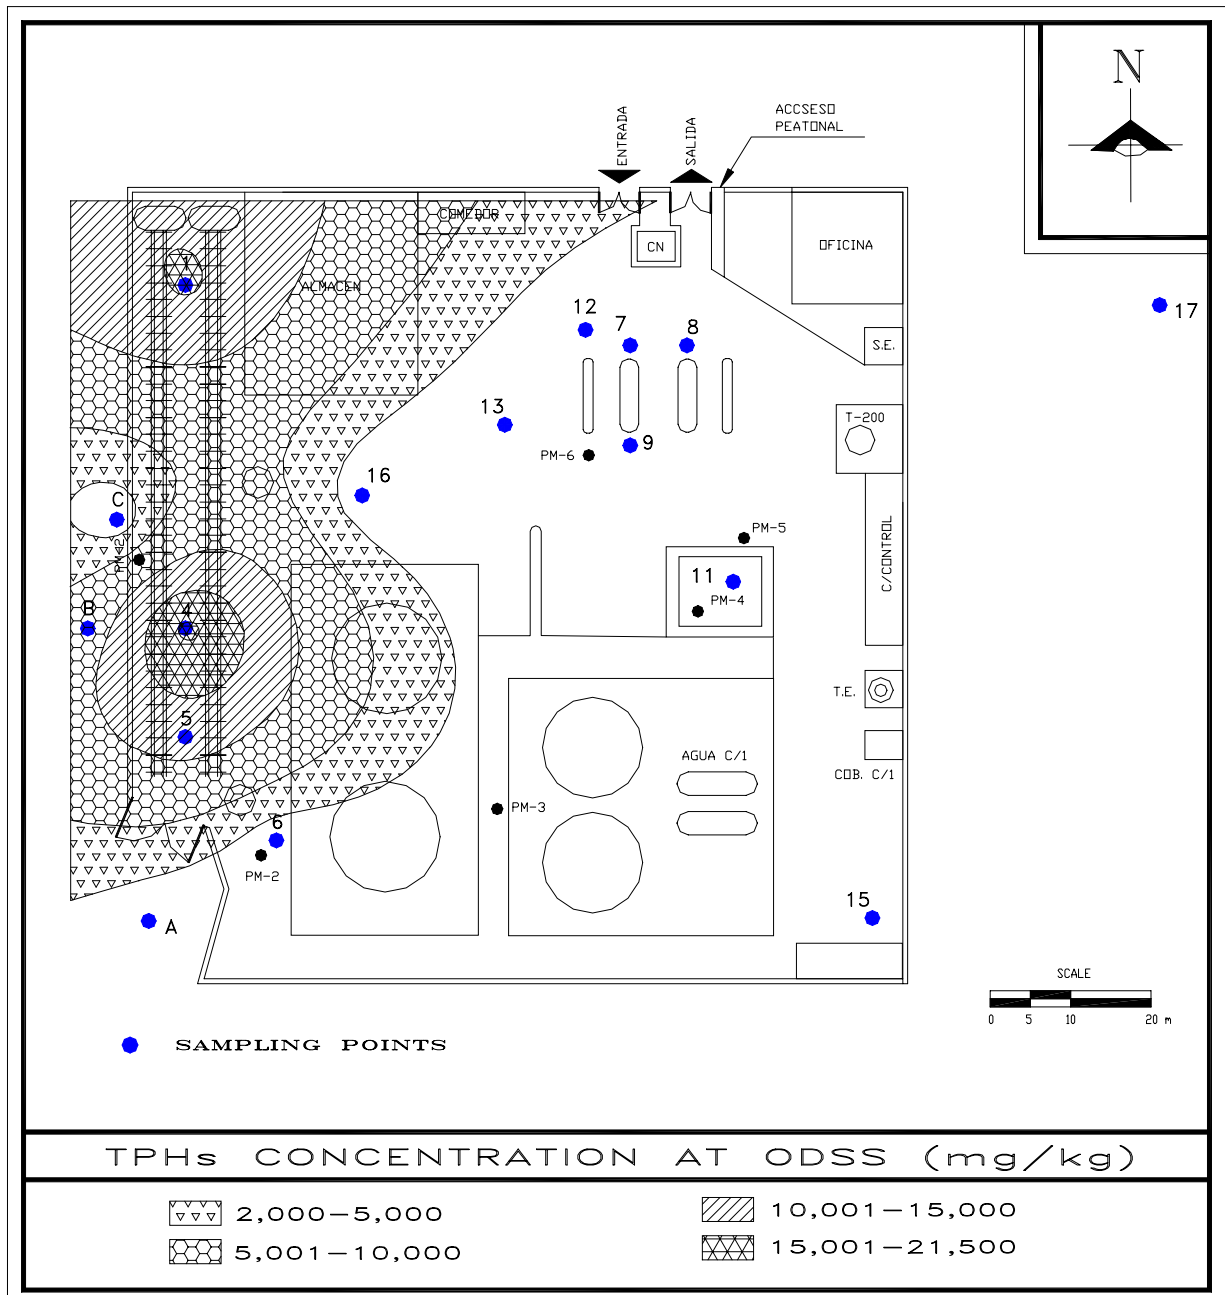 N
ACCSESO
PEATONAL
ENTRADA
SALIDA
COMEDOR
CN
OFICINA
1
ALMACEN
17
12
7
8
S.E.
13
T-200
9
PM-6
16
C
PM-5
PM-2
C/CONTROL
11
PM-4
B
4
T.E.
5
AGUA C/1
COB. C/1
PM-3
6
PM-2
15
A
SCALE
0 5 10 20 m
SAMPLING POINTS
TPHs CONCENTRATION AT ODSS (mg/kg)
2,000-5,000
10,001-15,000
5,001-10,000
15,001-21,500